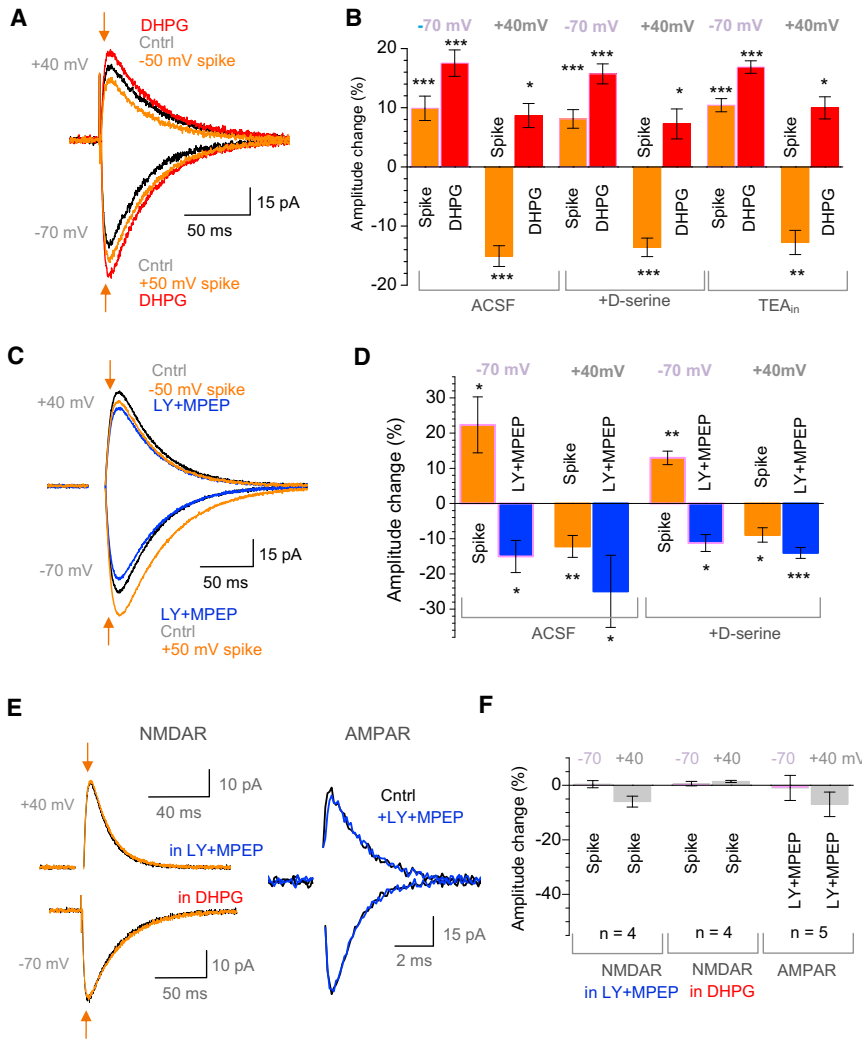 A
DHPG
Cntrl
-50 mV spike
+40 mV
-70 mV
15 pA
50 ms
Cntrl
+50 mV spike
DHPG
B
-70 mV +40 mV -70 mV +40 mV -70 mV +40 mV
Amplitude change (%)
20
10
0
-10
-20
*** *** * *** *** * *** *** *
Spike DHPG Spike DHPG Spike DHPG Spike DHPG Spike DHPG Spike DHPG
*** *** **
ACSF +D-serine TEAin
C
Cntrl
-50 mV spike
LY+MPEP
+40 mV
-70 mV
15 pA
50 ms
LY+MPEP
Cntrl
+50 mV spike
D
-70 mV +40mV -70 mV +40mV
Amplitude change (%)
30
20
10
0
-10
-20
-30
* **
Spike LY+MPEP Spike LY+MPEP Spike LY+MPEP Spike LY+MPEP
* ** * * * ***
ACSF +D-serine
E
NMDAR AMPAR
+40 mV
10 pA
40 ms
in LY+MPEP
in DHPG
-70 mV
10 pA
50 ms
Cntrl
+LY+MPEP
15 pA
2 ms
F
-70 +40 -70 +40 -70 +40 mV
Amplitude change (%)
0
-20
-40
Spike Spike Spike Spike LY+MPEP LY+MPEP
n = 4 n = 4 n = 5
NMDAR NMDAR AMPAR
in LY+MPEP in DHPG